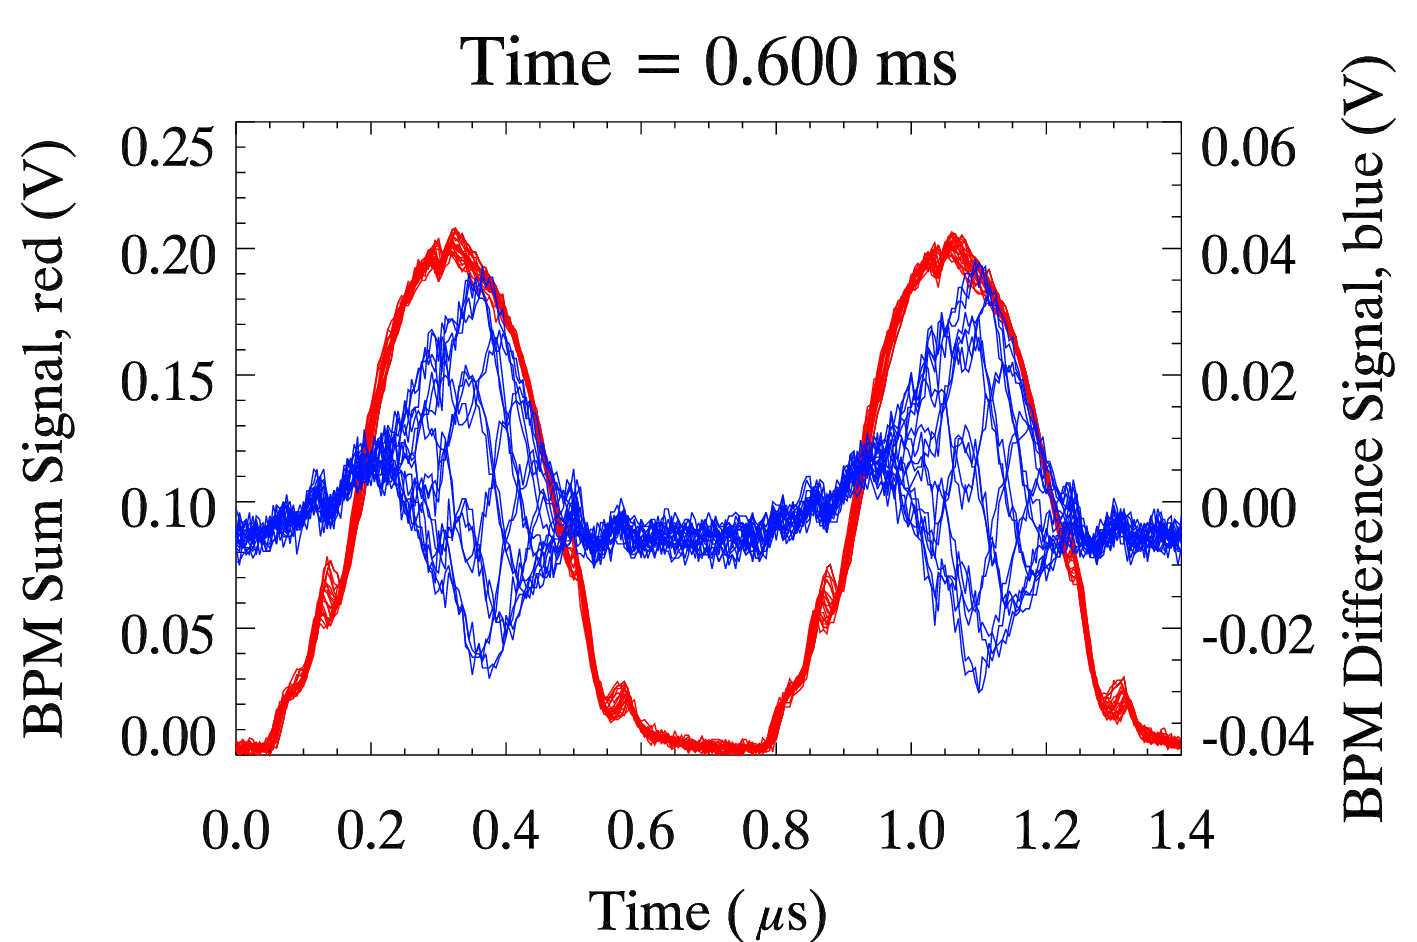 Time = 0.600 ms
BPM Sum Signal, red (V)
0.25
0.20
0.15
0.10
0.05
0.00
0.06
0.04
0.02
0.00
-0.02
-0.04
BPM Difference Signal, blue (V)
0.0 0.2 0.4 0.6 0.8 1.0 1.2 1.4
Time ( μs)